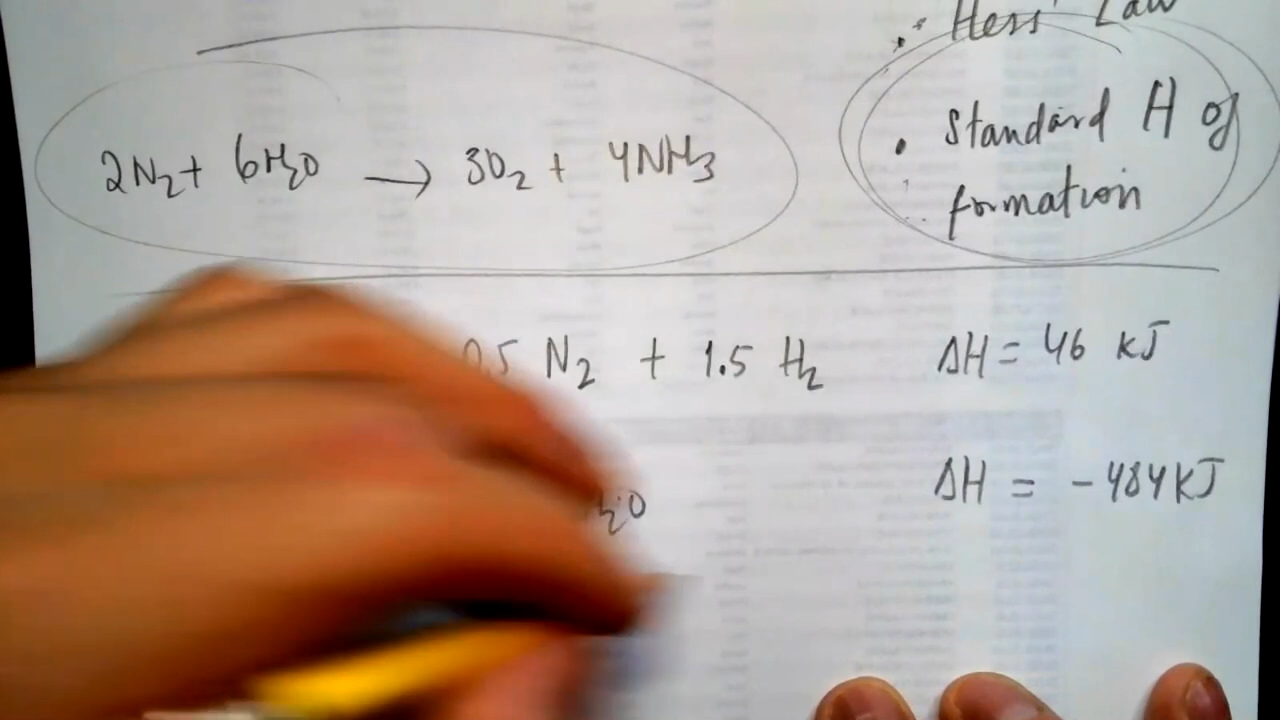 • Hess' Law
• Standard H of
formation
2N₂ + 6H₂O → 3O₂ + 4NH₃
0.5 N₂ + 1.5 H₂ ΔH = 46 kJ
H₂O ΔH = -484 kJ